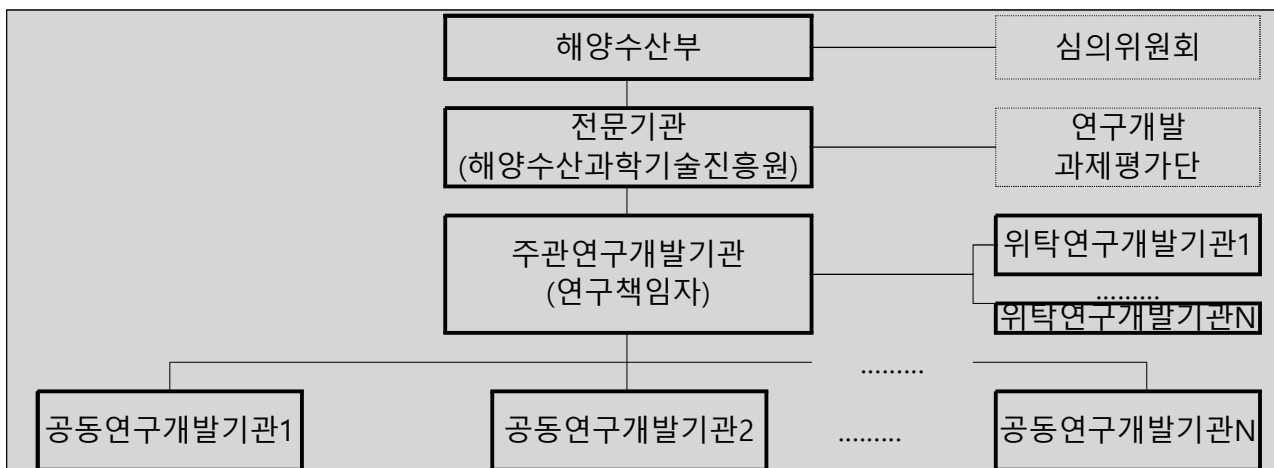 해양수산부
심의위원회
전문기관
(해양수산과학기술진흥원)
연구개발
과제평가단
주관연구개발기관
(연구책임자)
위탁연구개발기관1
.........
위탁연구개발기관N
.........
공동연구개발기관1
공동연구개발기관2
.........
공동연구개발기관N